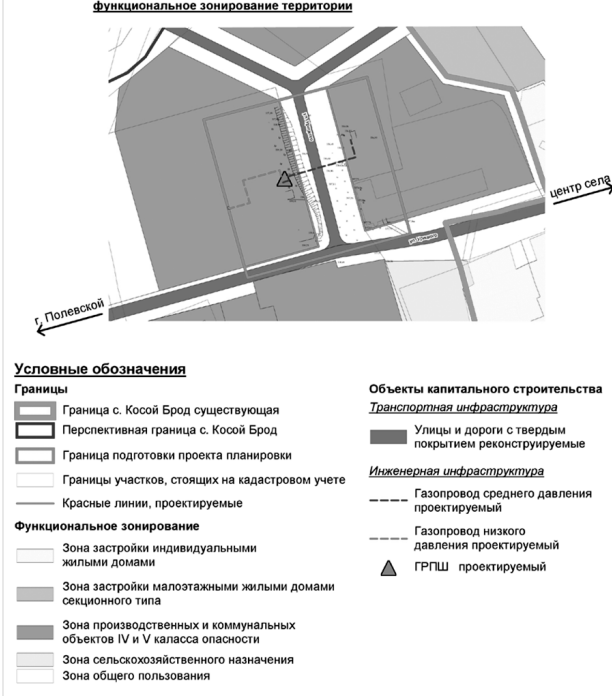 функциональное зонирование территории
центр села
г. Полевской
Условные обозначения
Границы
Граница с. Косой Брод существующая
Перспективная граница с. Косой Брод
Граница подготовки проекта планировки
Границы участков, стоящих на кадастровом учете
Красные линии, проектируемые
Функциональное зонирование
Зона застройки индивидуальными
жилыми домами
Зона застройки малоэтажными жилыми домами
секционного типа
Зона производственных и коммунальных
объектов IV и V каласса опасности
Зона сельскохозяйственного назначения
Зона общего пользования
Объекты капитального строительства
Транспортная инфраструктура
Улицы и дороги с твердым
покрытием реконструируемые
Инженерная инфраструктура
Газопровод среднего давления
проектируемый
Газопровод низкого
давления проектируемый
ГРПШ проектируемый